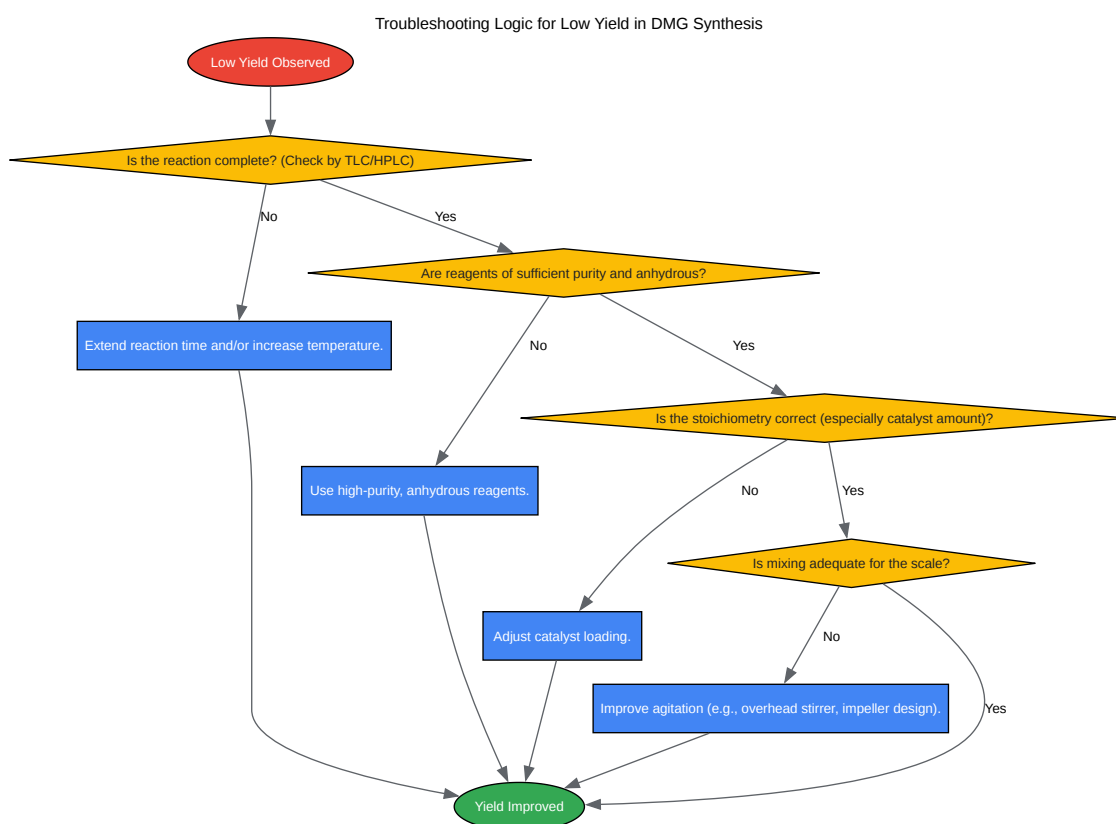 Troubleshooting Logic for Low Yield in DMG Synthesis
Low Yield Observed
Is the reaction complete? (Check by TLC/HPLC)
No
Yes
Are reagents of sufficient purity and anhydrous?
Extend reaction time and/or increase temperature.
No
Yes
Is the stoichiometry correct (especially catalyst amount)?
Use high-purity, anhydrous reagents.
No
Yes
Is mixing adequate for the scale?
Adjust catalyst loading.
No
Improve agitation (e.g., overhead stirrer, impeller design).
Yes
Yield Improved